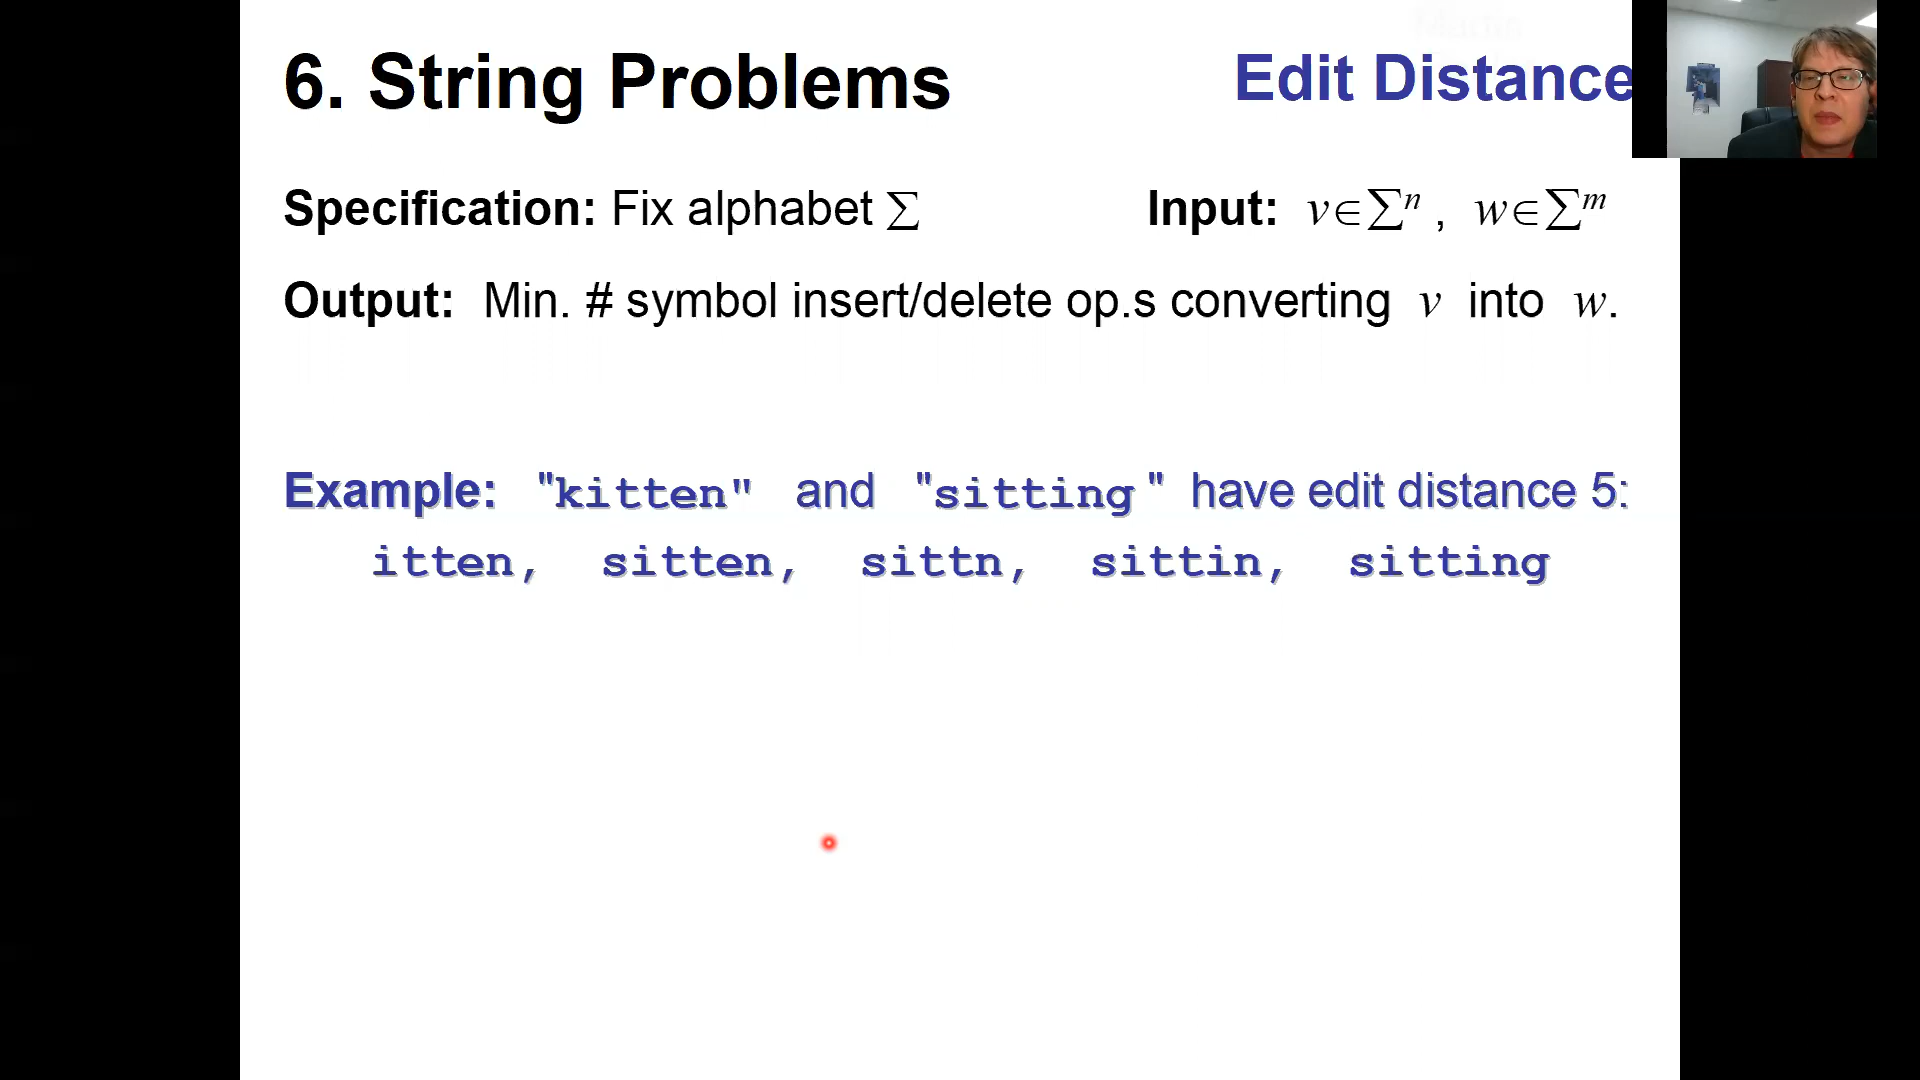 6. String Problems
Edit Distance
Specification: Fix alphabet ∑ Input: v∈∑ⁿ , w∈∑ᵐ
Output: Min. # symbol insert/delete op.s converting v into w.
Example: "kitten" and "sitting" have edit distance 5:
itten, sitten, sittn, sittin, sitting